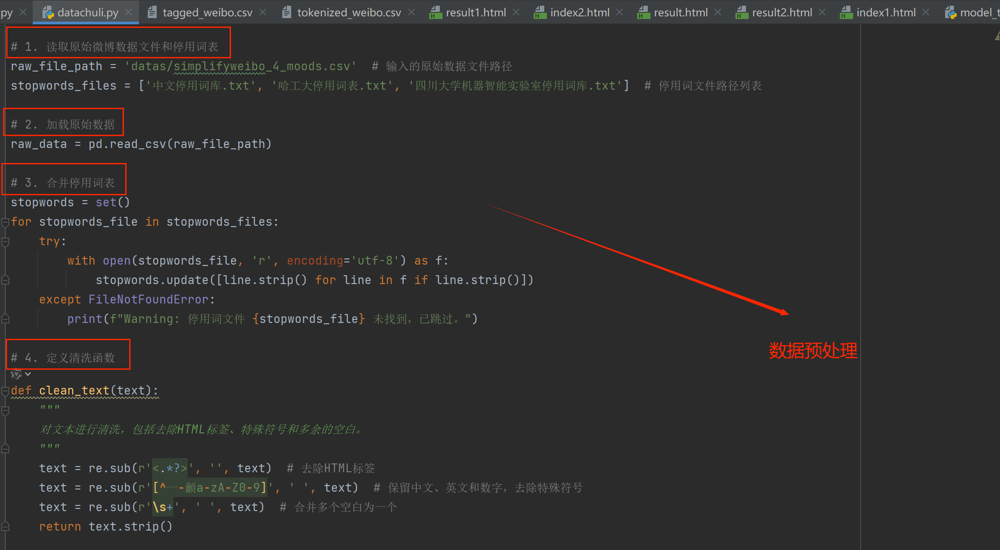 py datachuli.py tagged_weibo.csv tokenized_weibo.csv result1.html index2.html result.html result2.html index1.html model_t
# 1. 读取原始微博数据文件和停用词表
raw_file_path = 'datas/simplifyweibo_4_moods.csv'  # 输入的原始数据文件路径
stopwords_files = ['中文停用词库.txt', '哈工大停用词表.txt', '四川大学机器智能实验室停用词库.txt']  # 停用词文件路径列表
# 2. 加载原始数据
raw_data = pd.read_csv(raw_file_path)
# 3. 合并停用词表
stopwords = set()
for stopwords_file in stopwords_files:
    try:
        with open(stopwords_file, 'r', encoding='utf-8') as f:
            stopwords.update([line.strip() for line in f if line.strip()])
    except FileNotFoundError:
        print(f"Warning: 停用词文件 {stopwords_file} 未找到，已跳过。")
数据预处理
# 4. 定义清洗函数
def clean_text(text):
    """
    对文本进行清洗，包括去除HTML标签、特殊符号和多余的空白。
    """
    text = re.sub(r'<.*?>', '', text)  # 去除HTML标签
    text = re.sub(r'[^一-顲a-zA-Z0-9]', ' ', text)  # 保留中文、英文和数字，去除特殊符号
    text = re.sub(r'\s+', ' ', text)  # 合并多个空白为一个
    return text.strip()